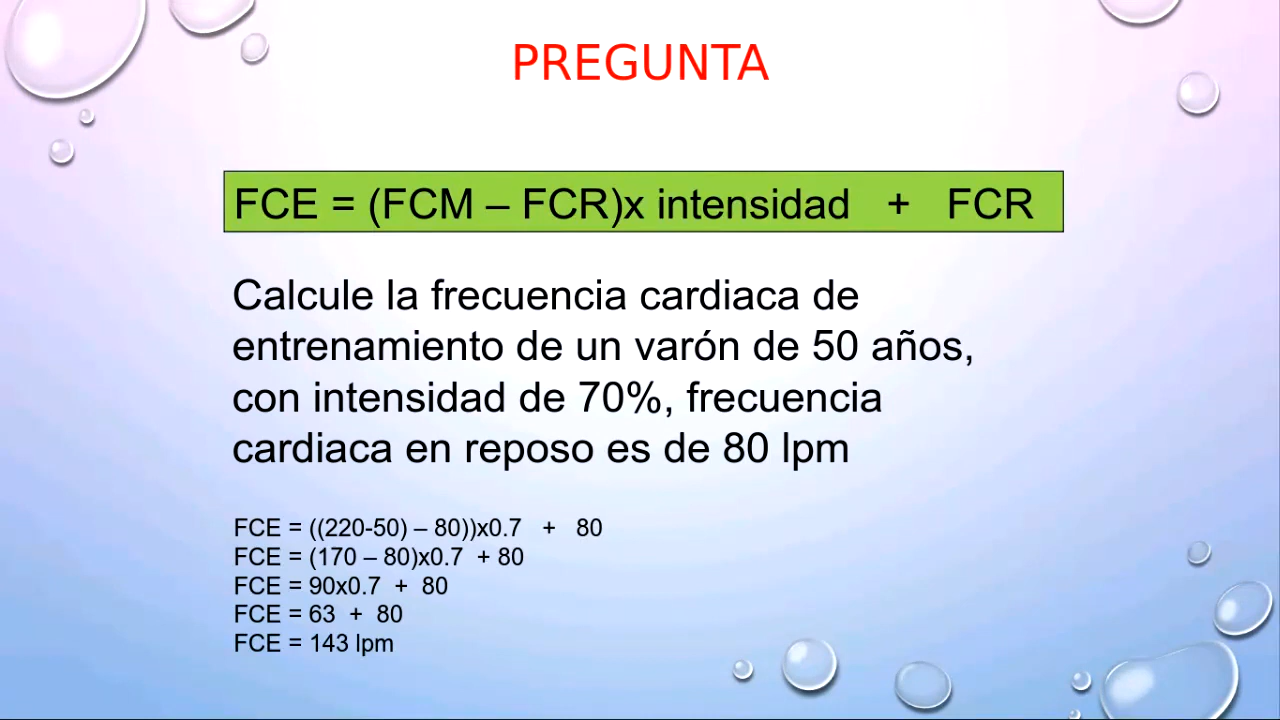 PREGUNTA
FCE = (FCM – FCR)x intensidad + FCR
Calcule la frecuencia cardiaca de
entrenamiento de un varón de 50 años,
con intensidad de 70%, frecuencia
cardiaca en reposo es de 80 lpm
FCE = ((220-50) – 80))x0.7 + 80
FCE = (170 – 80)x0.7 + 80
FCE = 90x0.7 + 80
FCE = 63 + 80
FCE = 143 lpm